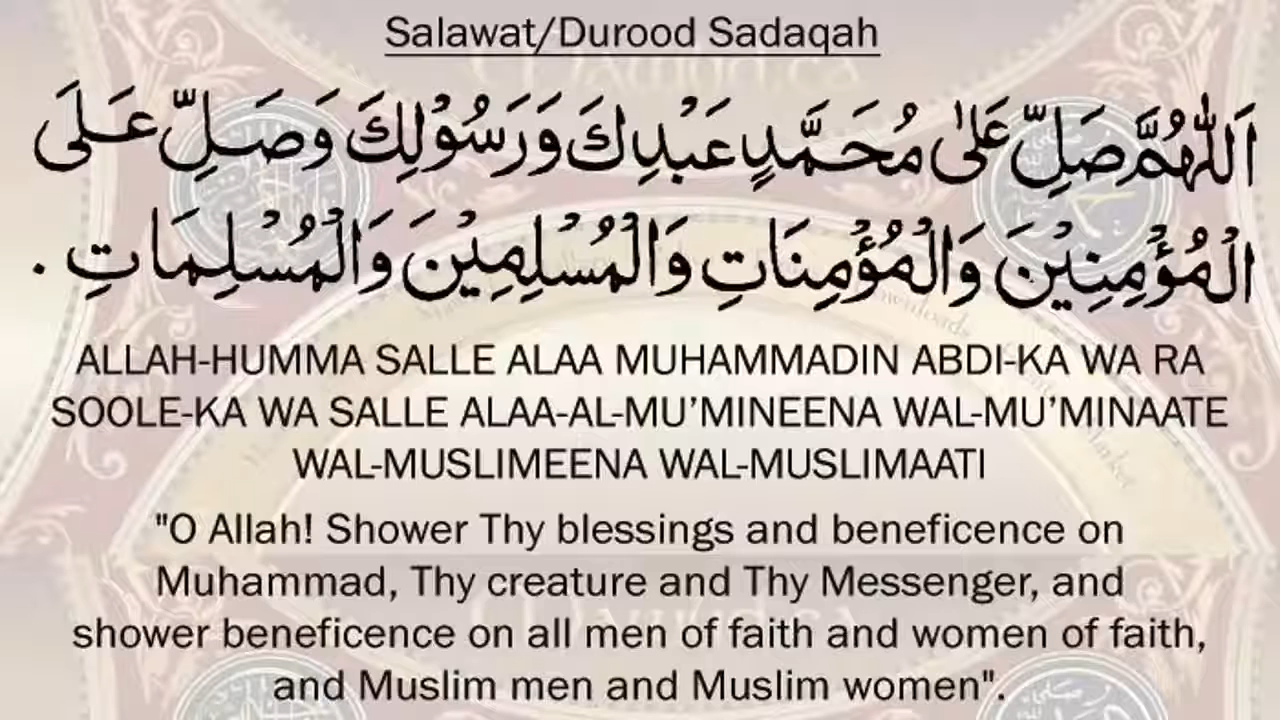 Salawat/Durood Sadaqah
اَللّٰهُمَّ صَلِّ عَلٰى مُحَمَّدٍ عَبْدِكَ وَرَسُوْلِكَ وَصَلِّ عَلَى
الْمُؤْمِنِيْنَ وَالْمُؤْمِنَاتِ وَالْمُسْلِمِيْنَ وَالْمُسْلِمَاتِ .
ALLAH-HUMMA SALLE ALAA MUHAMMADIN ABDI-KA WA RA
SOOLE-KA WA SALLE ALAA-AL-MU’MINEENA WAL-MU’MINAATE
WAL-MUSLIMEENA WAL-MUSLIMAATI
"O Allah! Shower Thy blessings and beneficence on
Muhammad, Thy creature and Thy Messenger, and
shower beneficence on all men of faith and women of faith,
and Muslim men and Muslim women".